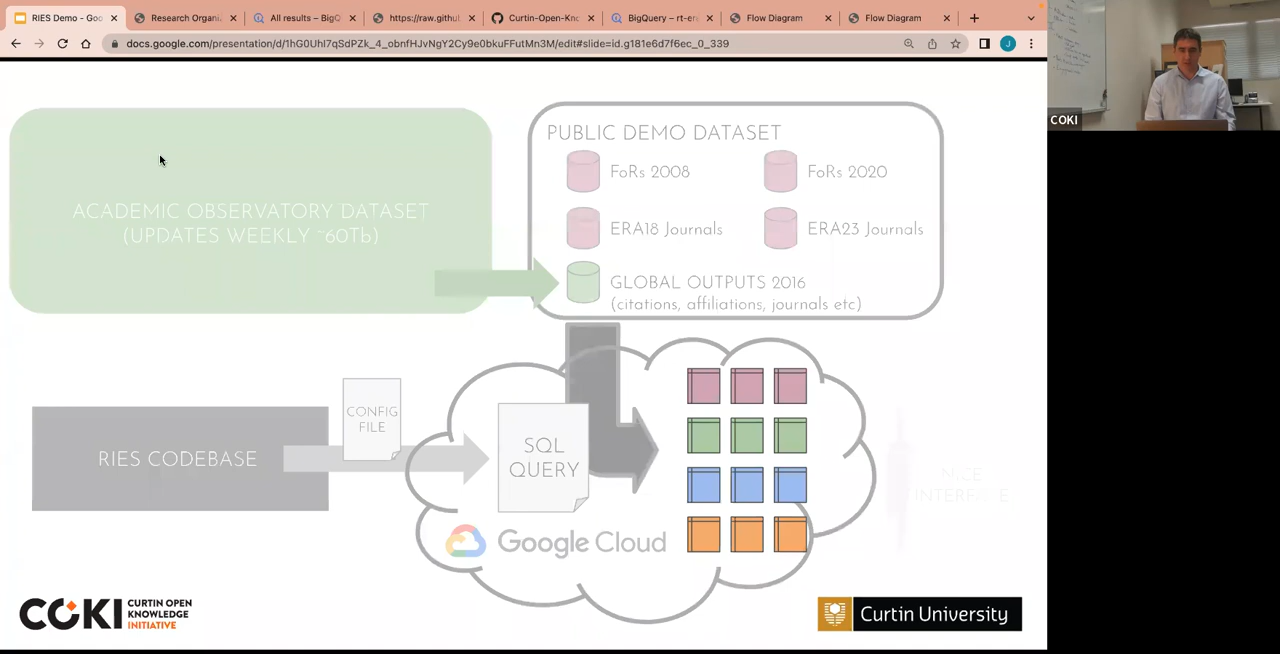 RIES Demo - Goo
Research Organi
All results – BigQ
https://raw.githu
Curtin-Open-Kno
BigQuery – rt-er
Flow Diagram
Flow Diagram
docs.google.com/presentation/d/1hG0UhI7qSdPZk_4_obnfHJvNgY2Cy9e0bkuFFutMn3M/edit#slide=id.g181e6d7f6ec_0_339
J
COKI
PUBLIC DEMO DATASET
FoRs 2008
FoRs 2020
ACADEMIC OBSERVATORY DATASET
(UPDATES WEEKLY ~60Tb)
ERA18 Journals
ERA23 Journals
GLOBAL OUTPUTS 2016
(citations, affiliations, journals etc)
CONFIG
FILE
RIES CODEBASE
SQL
QUERY
NICE
INTERFACE
Google Cloud
COKI
CURTIN OPEN
KNOWLEDGE
INITIATIVE
Curtin University